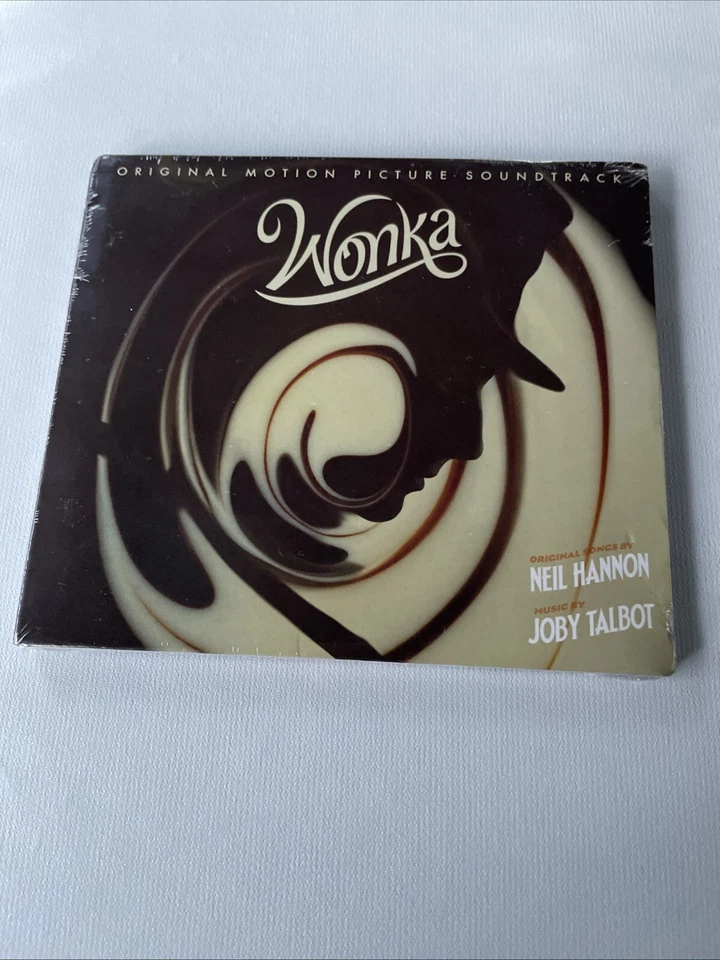 ORIGINAL MOTION PICTURE SOUNDTRACK
Wonka
ORIGINAL SONGS BY
NEIL HANNON
MUSIC BY
JOBY TALBOT